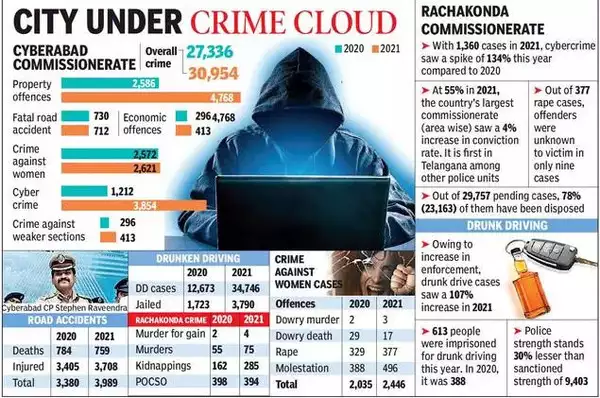 CITY UNDER CRIME CLOUD
CYBERABAD
COMMISSIONERATE
Overall
crime
27,336
30,954
2020 2021
Property
offences
2,586
4,768
Fatal road
accident
730
712
Economic
offences
296 4,768
413
Crime
against
women
2,572
2,621
Cyber
crime
1,212
3,854
Crime against
weaker sections
296
413
Cyberabad CP Stephen Raveendra
ROAD ACCIDENTS
2020 2021
Deaths 784 759
Injured 3,405 3,708
Total 3,380 3,989
DRUNKEN DRIVING
2020 2021
DD cases 12,673 34,746
Jailed 1,723 3,790
RACHAKONDA CRIME 2020 2021
Murder for gain 2 4
Murders 55 75
Kidnappings 162 285
POCSO 398 394
CRIME
AGAINST
WOMEN CASES
Offences 2020 2021
Dowry murder 2 3
Dowry death 29 17
Rape 329 377
Molestation 388 496
Total 2,035 2,446
RACHAKONDA
COMMISSIONERATE
➤ With 1,360 cases in 2021, cybercrime
saw a spike of 134% this year
compared to 2020
➤ At 55% in 2021,
the country's largest
commissionerate
(area wise) saw a 4%
increase in conviction
rate. It is first in
Telangana among
other police units
➤ Out of 377
rape cases,
offenders
were
unknown
to victim in
only nine
cases
➤ Out of 29,757 pending cases, 78%
(23,163) of them have been disposed
DRUNK DRIVING
➤ Owing to
increase in
enforcement,
drunk drive cases
saw a 107%
increase in 2021
➤ 613 people
were imprisoned
for drunk driving
this year. In 2020,
it was 388
➤ Police
strength stands
30% lesser than
sanctioned
strength of 9,403